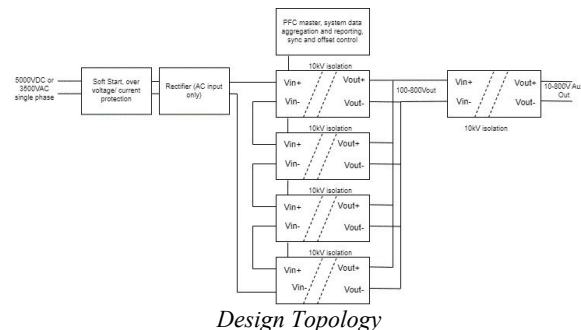 PFC master, system data
aggregation and reporting,
sync and offset control
5000VDC or
3500VAC
single phase
Soft Start, over
voltage/ current
protection
Rectifier (AC input
only)
10kV isolation
Vin+ Vout+
Vin- Vout-
10kV isolation
Vin+ Vout+
Vin- Vout-
10kV isolation
Vin+ Vout+
Vin- Vout-
10kV isolation
Vin+ Vout+
Vin- Vout-
100-800Vout
Vin+ Vout+
Vin- Vout-
10kV isolation
10-800V Au
Out
Design Topology